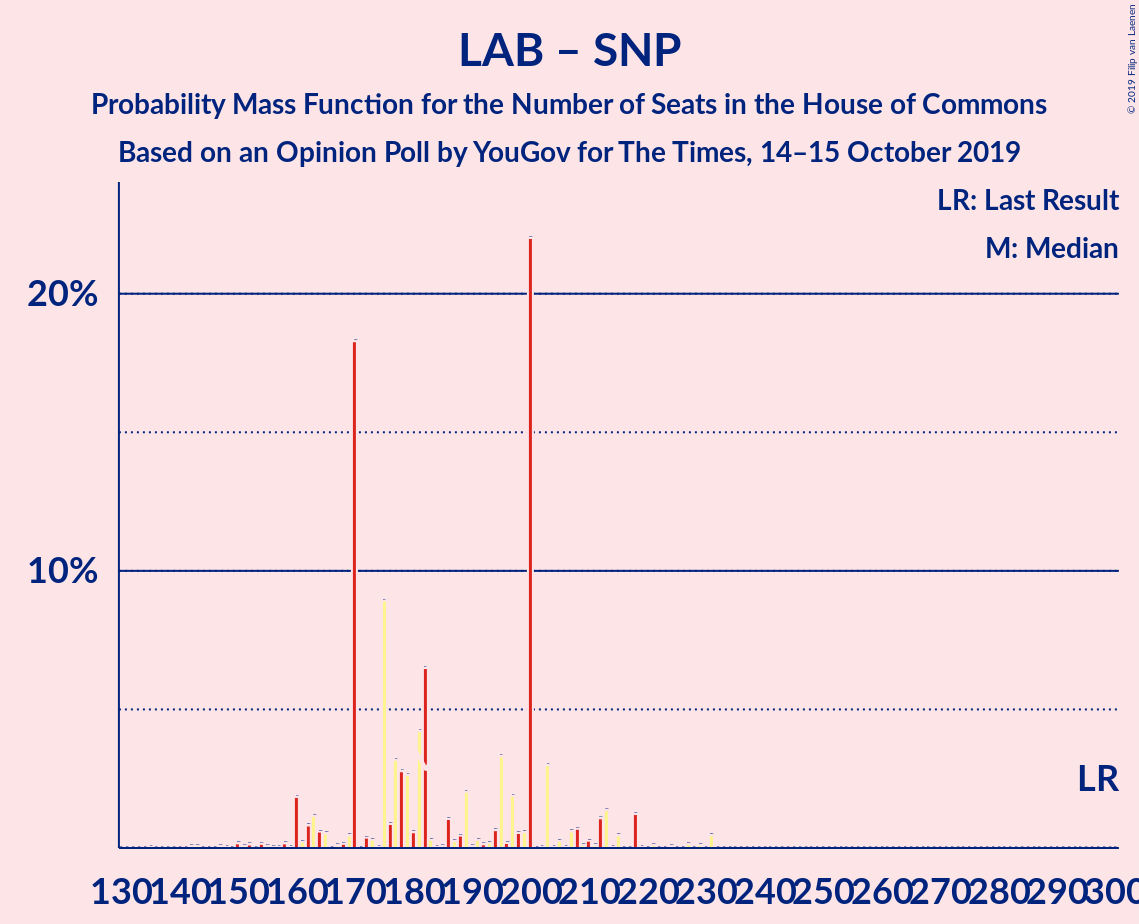 LAB – SNP
Probability Mass Function for the Number of Seats in the House of Commons
Based on an Opinion Poll by YouGov for The Times, 14–15 October 2019
© 2019 Filip van Laenen
LR: Last Result
M: Median
20%
10%
LR
130 140 150 160 170 180 190 200 210 220 230 240 250 260 270 280 290 300